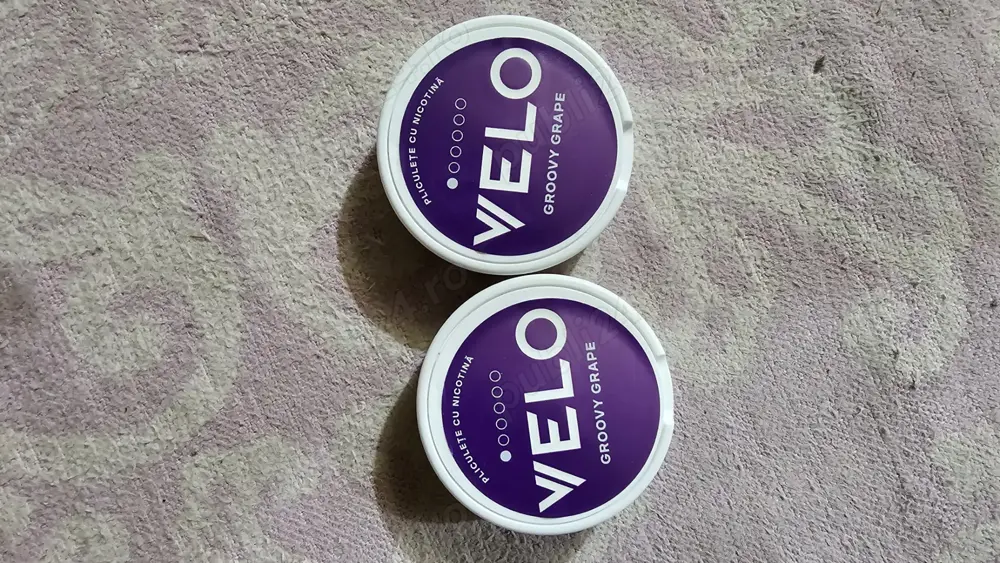 PLICULEȚE CU NICOTINĂ
VELO
GROOVY GRAPE
PLICULEȚE CU NICOTINĂ
VELO
GROOVY GRAPE